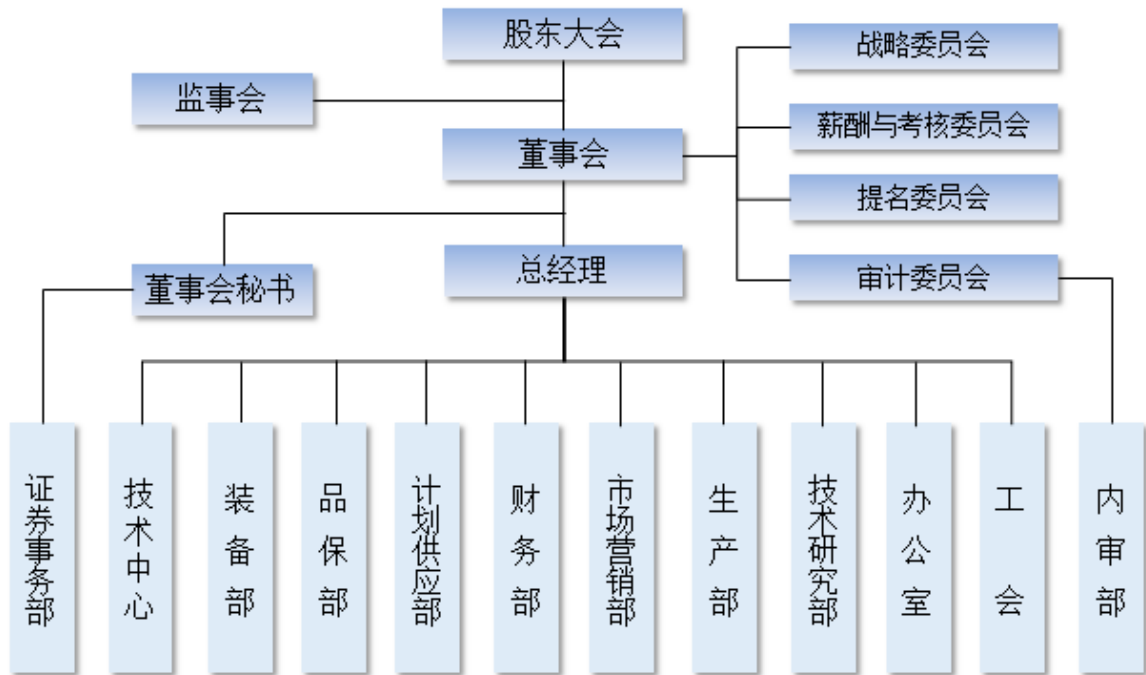 股东大会
战略委员会
监事会
薪酬与考核委员会
董事会
提名委员会
总经理
审计委员会
董事会秘书
证券事务部
技术中心
装备部
品保部
计划供应部
财务部
市场营销部
生产部
技术研究部
办公室
工会
内审部